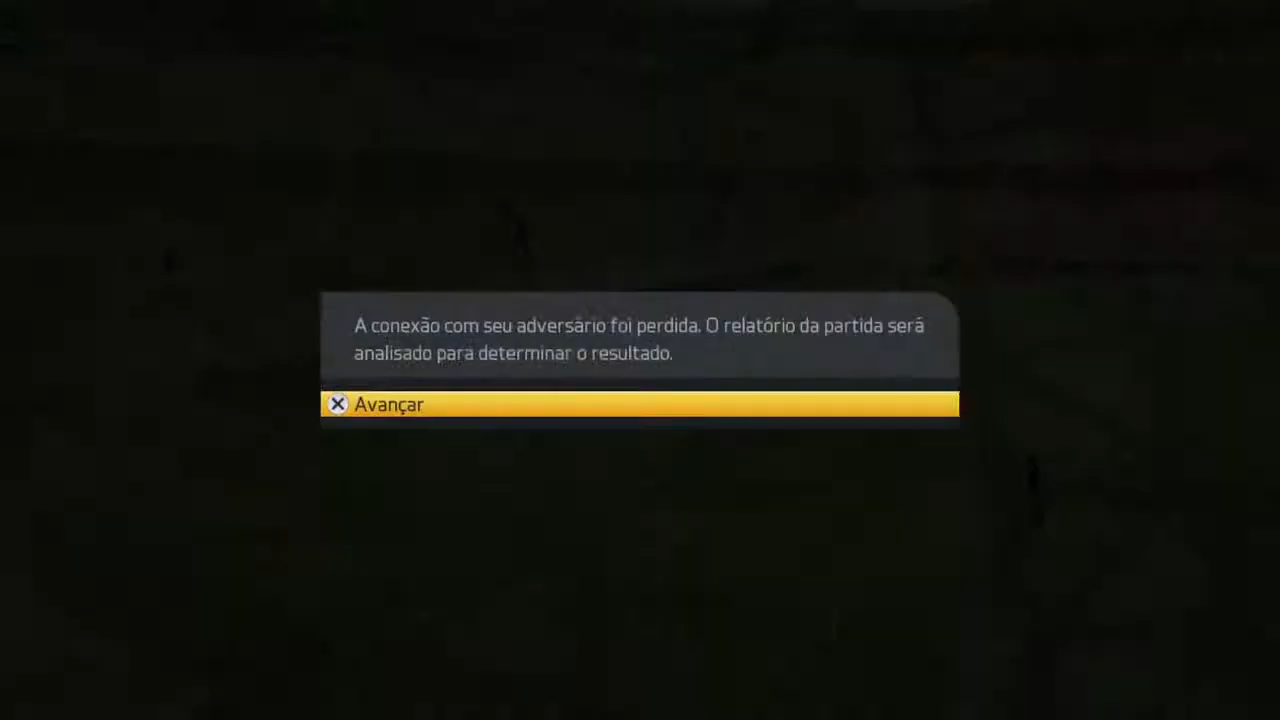 A conexão com seu adversário foi perdida. O relatório da partida será
analisado para determinar o resultado.
Avançar